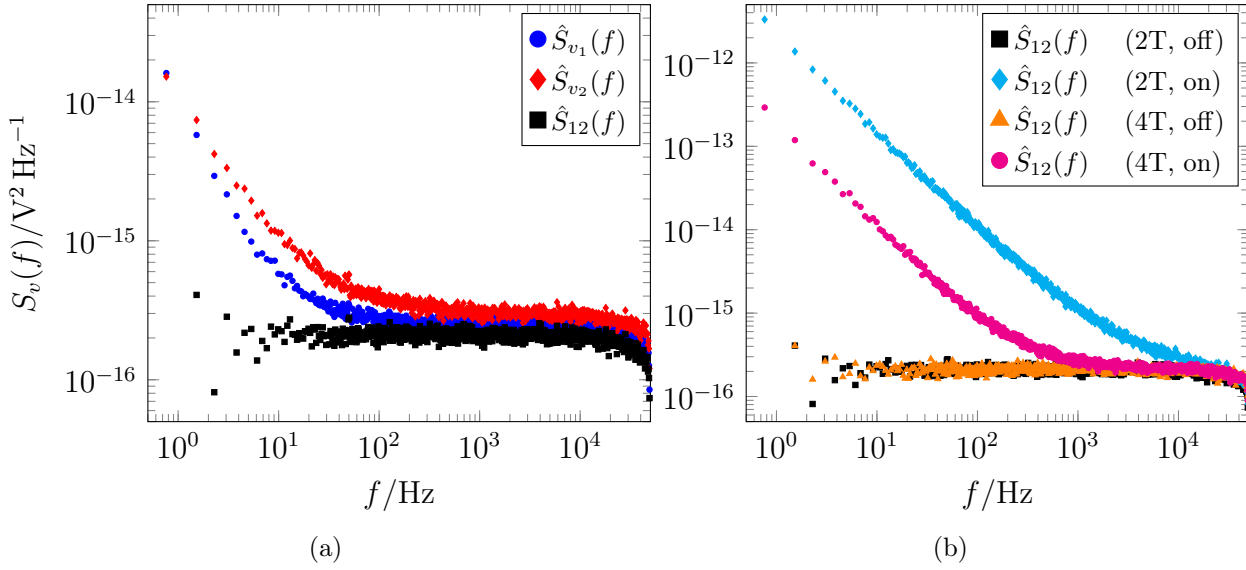 Ŝ_{v_1}(f)
Ŝ_{v_2}(f)
Ŝ_{12}(f)
10^{-14}
10^{-15}
10^{-16}
S_v(f)/V^2 Hz^{-1}
10^0 10^1 10^2 10^3 10^4
f/Hz
(a)
Ŝ_{12}(f) (2T, off)
Ŝ_{12}(f) (2T, on)
Ŝ_{12}(f) (4T, off)
Ŝ_{12}(f) (4T, on)
10^{-12}
10^{-13}
10^{-14}
10^{-15}
10^{-16}
10^0 10^1 10^2 10^3 10^4
f/Hz
(b)